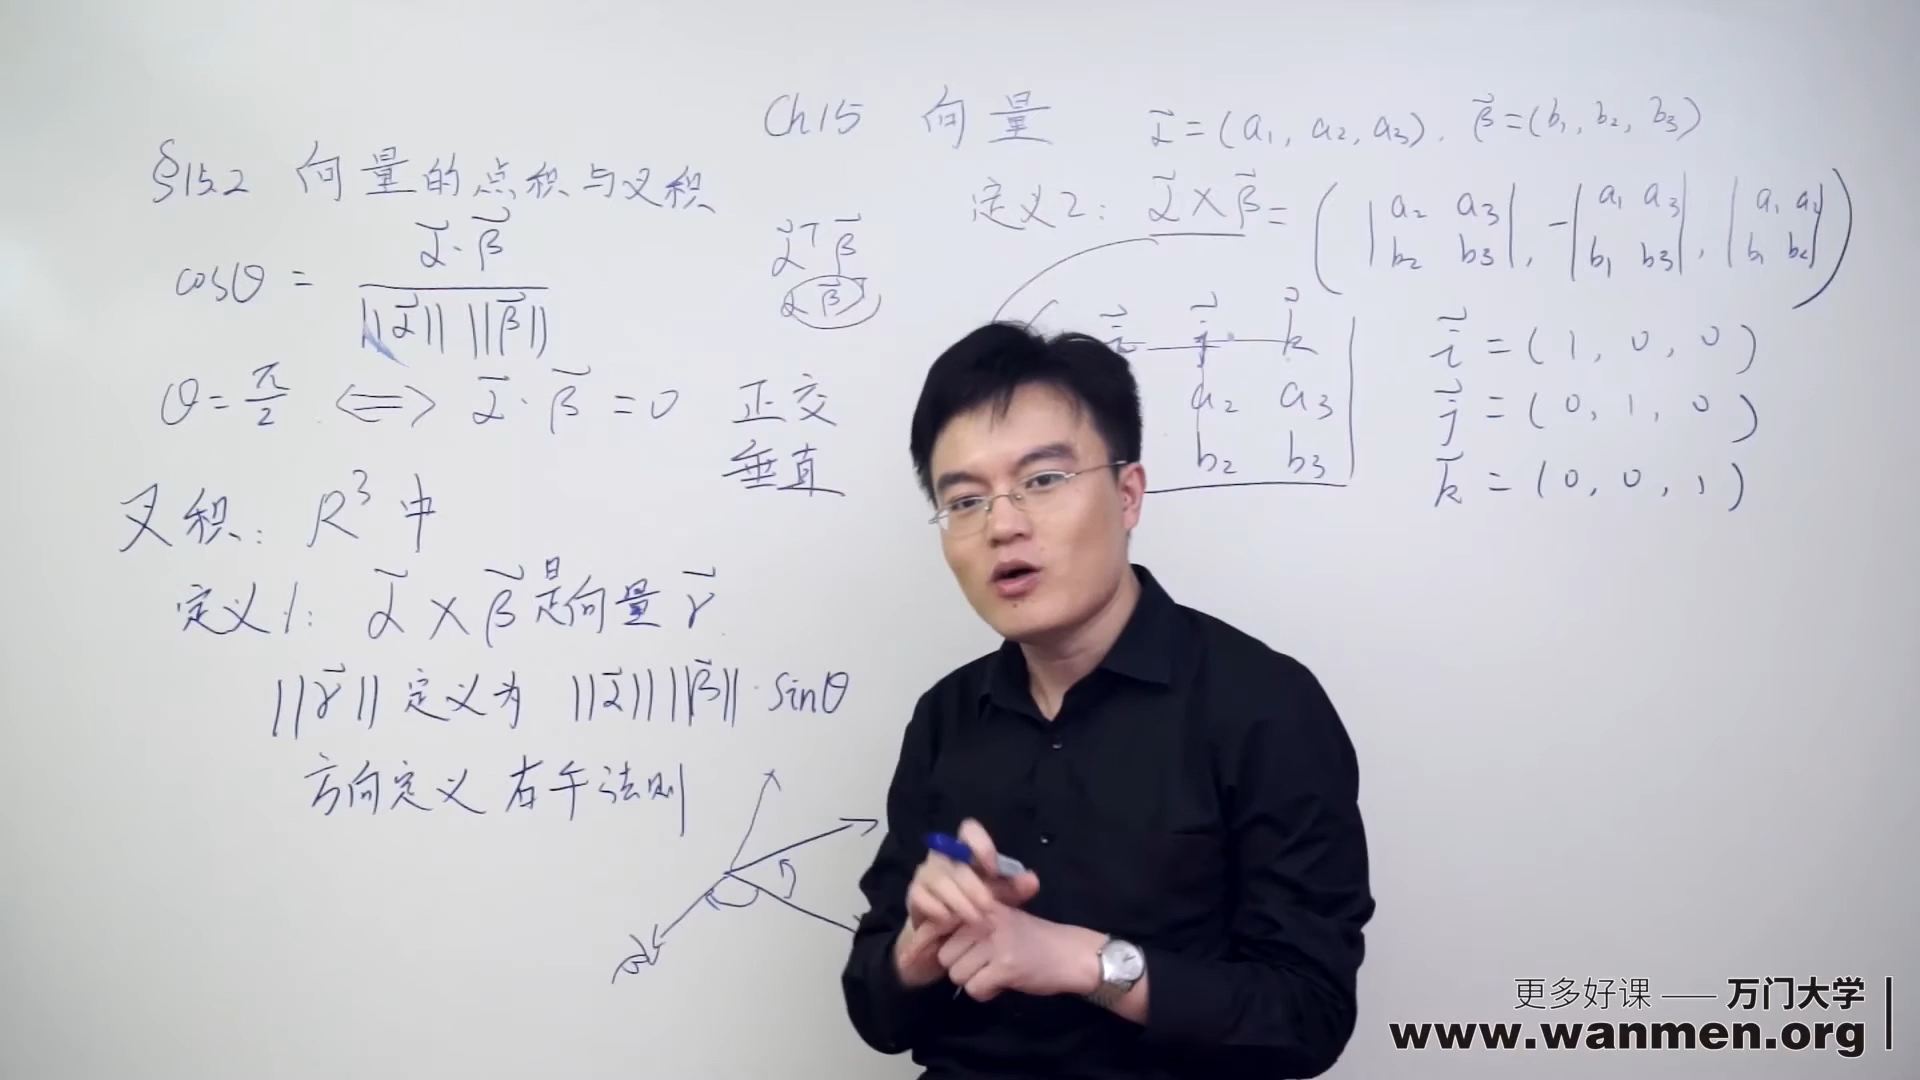 Ch15 向量
§15.2 向量的点积与叉积
cosθ = α⃗·β⃗ / ||α⃗|| ||β⃗||
α⃗ᵀβ⃗
α β⃗
θ = π/2 ⟺ α⃗·β⃗ = 0 正交
垂直
叉积: R³中
定义1: α⃗×β⃗是向量γ⃗.
||γ⃗|| 定义为 ||α⃗|| ||β⃗||·sinθ
方向定义 右手法则
α⃗=(a₁, a₂, a₃). β⃗=(b₁, b₂, b₃)
定义2: α⃗×β⃗ = ( |a₂ a₃; b₂ b₃|, -|a₁ a₃; b₁ b₃|, |a₁ a₂; b₁ b₂| )
i⃗ j⃗ k⃗
a₂ a₃
b₂ b₃
i⃗ = (1, 0, 0)
j⃗ = (0, 1, 0)
k⃗ = (0, 0, 1)
更多好课 —— 万门大学
www.wanmen.org